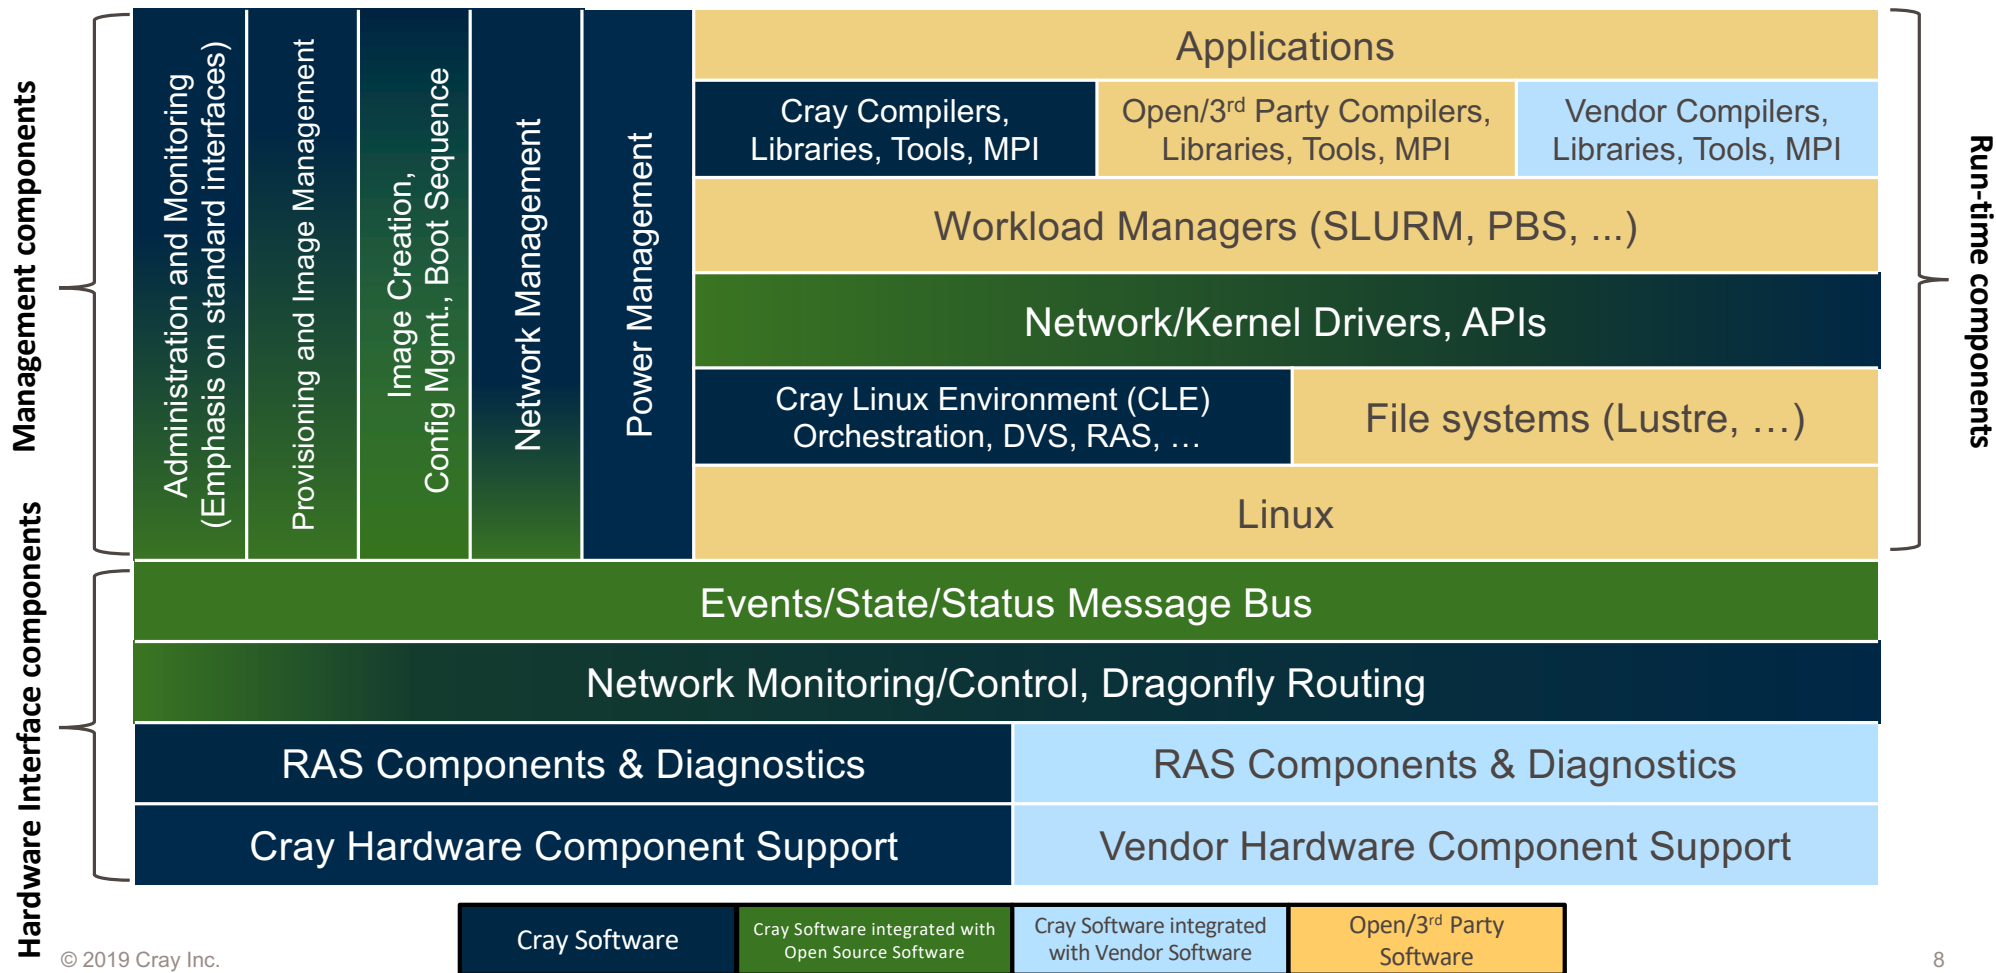 Management components
Hardware Interface components
Administration and Monitoring
(Emphasis on standard interfaces)
Provisioning and Image Management
Image Creation,
Config Mgmt., Boot Sequence
Network Management
Power Management
Applications
Cray Compilers,
Libraries, Tools, MPI
Open/3rd Party Compilers,
Libraries, Tools, MPI
Vendor Compilers,
Libraries, Tools, MPI
Workload Managers (SLURM, PBS, ...)
Network/Kernel Drivers, APIs
Cray Linux Environment (CLE)
Orchestration, DVS, RAS, …
File systems (Lustre, …)
Linux
Run-time components
Events/State/Status Message Bus
Network Monitoring/Control, Dragonfly Routing
RAS Components & Diagnostics
RAS Components & Diagnostics
Cray Hardware Component Support
Vendor Hardware Component Support
Cray Software
Cray Software integrated with
Open Source Software
Cray Software integrated
with Vendor Software
Open/3rd Party
Software
© 2019 Cray Inc.
8